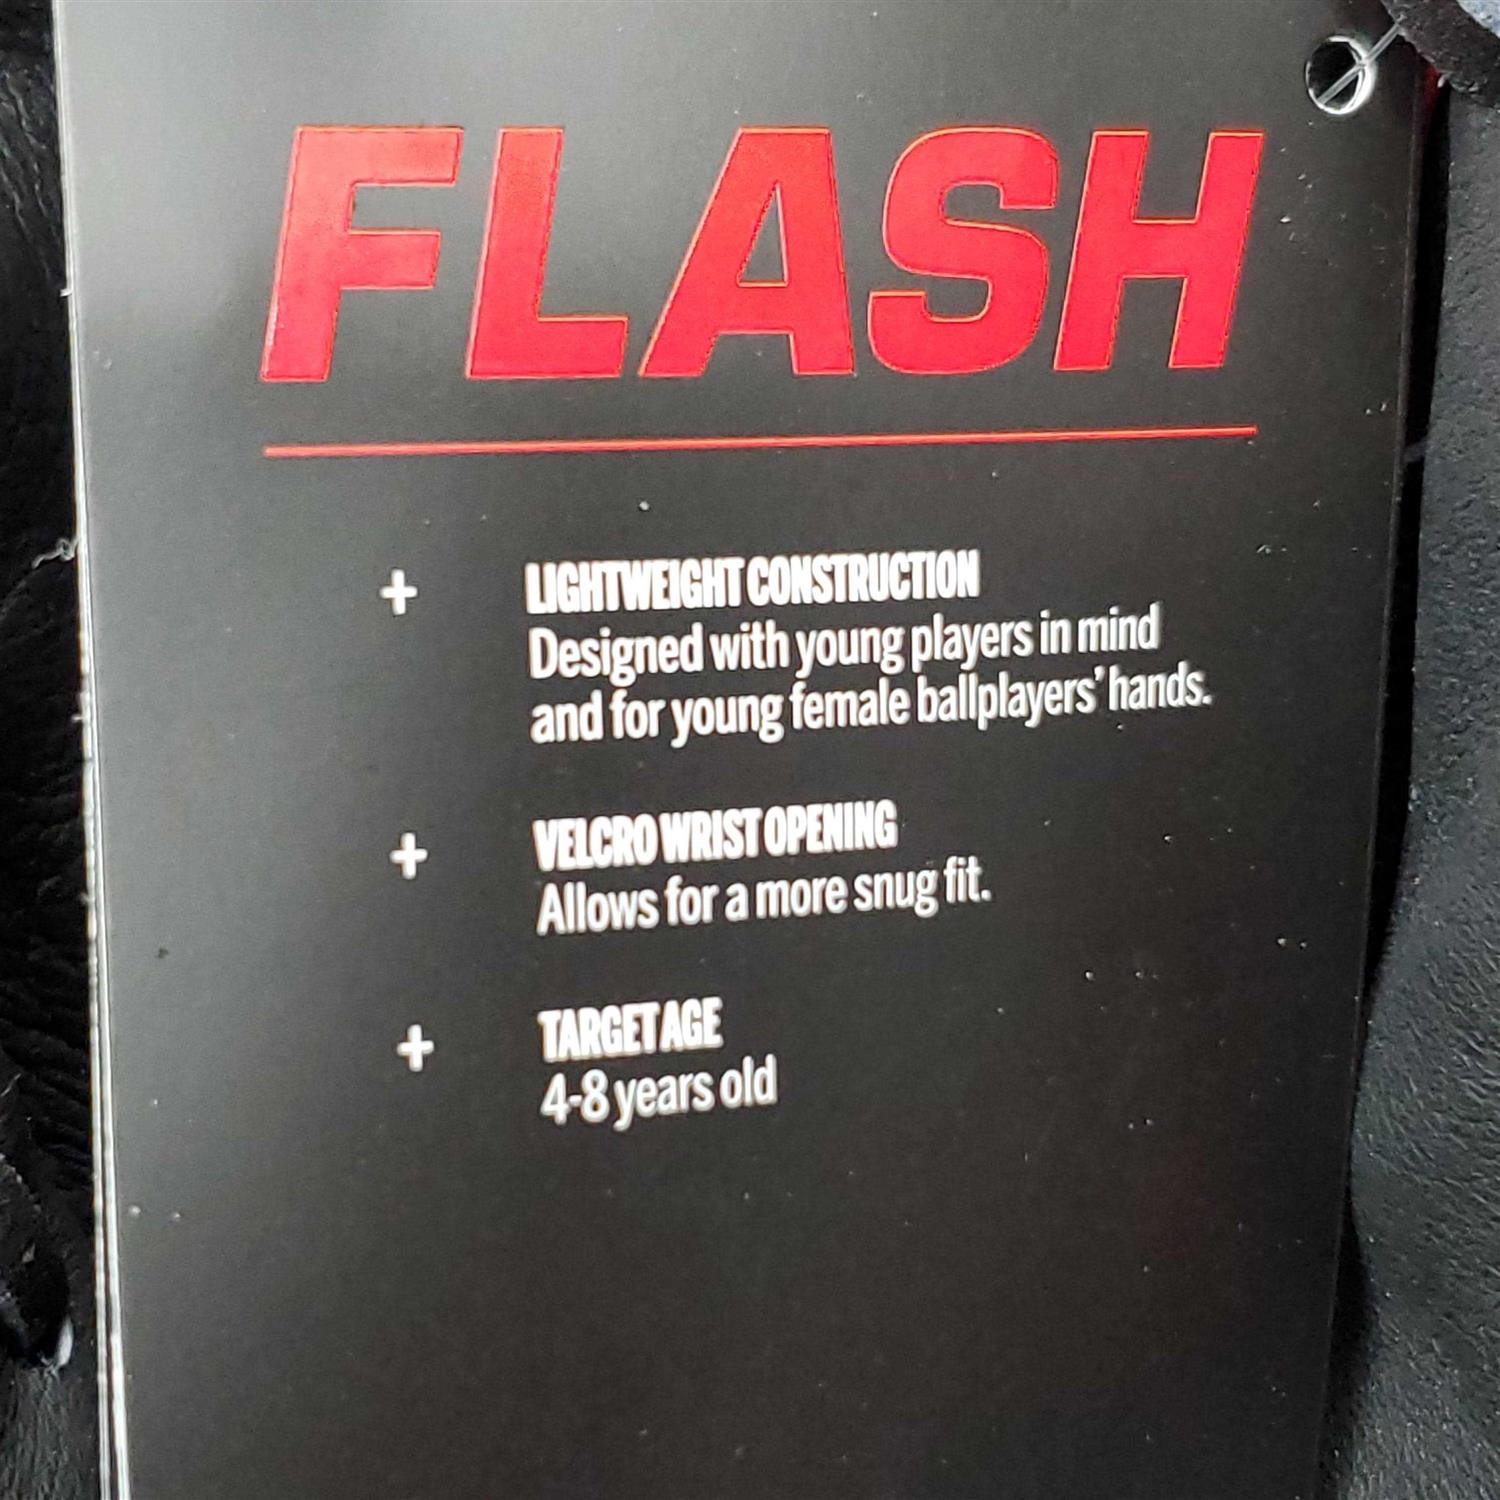 FLASH
+ LIGHTWEIGHT CONSTRUCTION
Designed with young players in mind
and for young female ballplayers' hands.
+ VELCRO WRIST OPENING
Allows for a more snug fit.
+ TARGET AGE
4-8 years old